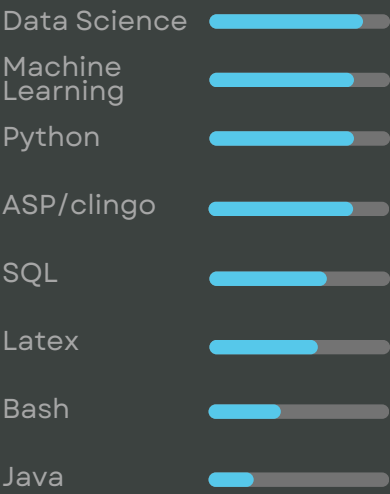 Data Science
Machine
Learning
Python
ASP/clingo
SQL
Latex
Bash
Java